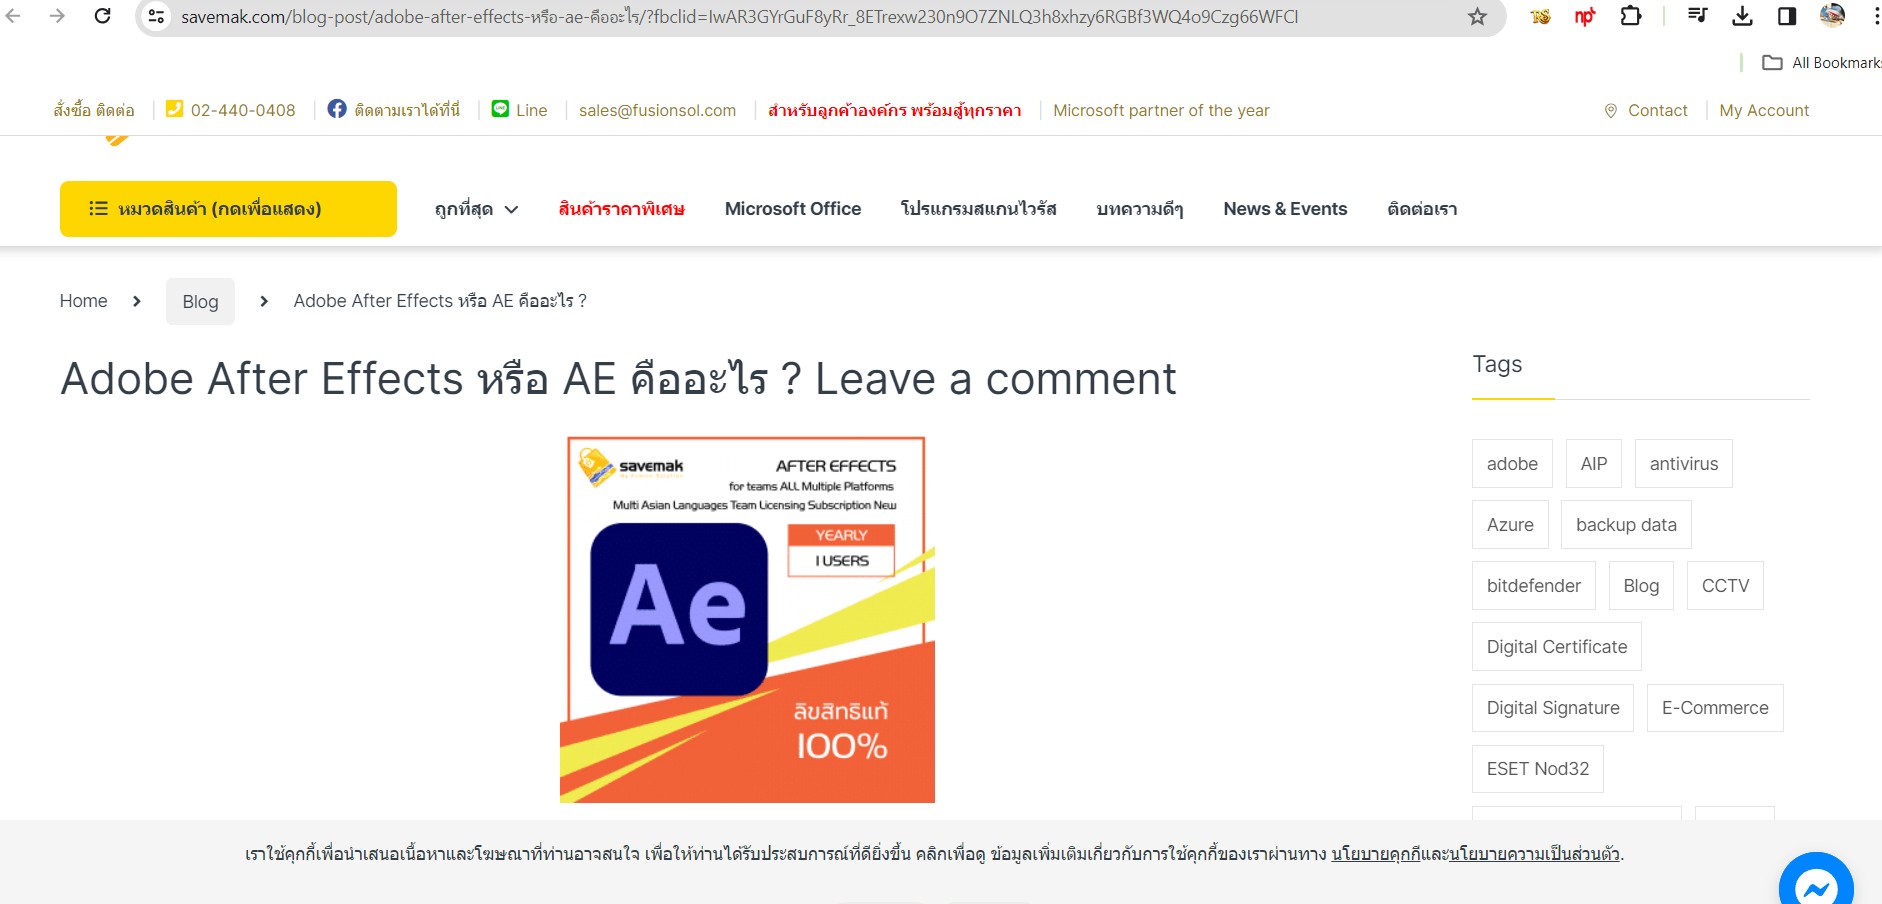 savemak.com/blog-post/adobe-after-effects-หรือ-ae-คืออะไร/?fbclid=IwAR3GYrGuF8yRr_8ETrexw230n9O7ZNLQ3h8xhzy6RGBf3WQ4o9Czg66WFCI
All Bookmarks
สั่งซื้อ ติดต่อ 02-440-0408 ติดตามเราได้ที่นี่ Line sales@fusionsol.com สำหรับลูกค้าองค์กร พร้อมสู้ทุกราคา Microsoft partner of the year Contact My Account
หมวดสินค้า (กดเพื่อแสดง) ถูกที่สุด สินค้าราคาพิเศษ Microsoft Office โปรแกรมสแกนไวรัส บทความดีๆ News & Events ติดต่อเรา
Home Blog Adobe After Effects หรือ AE คืออะไร ?
Adobe After Effects หรือ AE คืออะไร ? Leave a comment
savemak
AFTER EFFECTS
for teams ALL Multiple Platforms
Multi Asian Languages Team Licensing Subscription New
YEARLY
1 USERS
Ae
ลิขสิทธิแท้
100%
Tags
adobe AIP antivirus
Azure backup data
bitdefender Blog CCTV
Digital Certificate
Digital Signature E-Commerce
ESET Nod32
เราใช้คุกกี้เพื่อนำเสนอเนื้อหาและโฆษณาที่ท่านอาจสนใจ เพื่อให้ท่านได้รับประสบการณ์ที่ดียิ่งขึ้น คลิกเพื่อดู ข้อมูลเพิ่มเติมเกี่ยวกับการใช้คุกกี้ของเราผ่านทาง นโยบายคุกกี้และนโยบายความเป็นส่วนตัว.